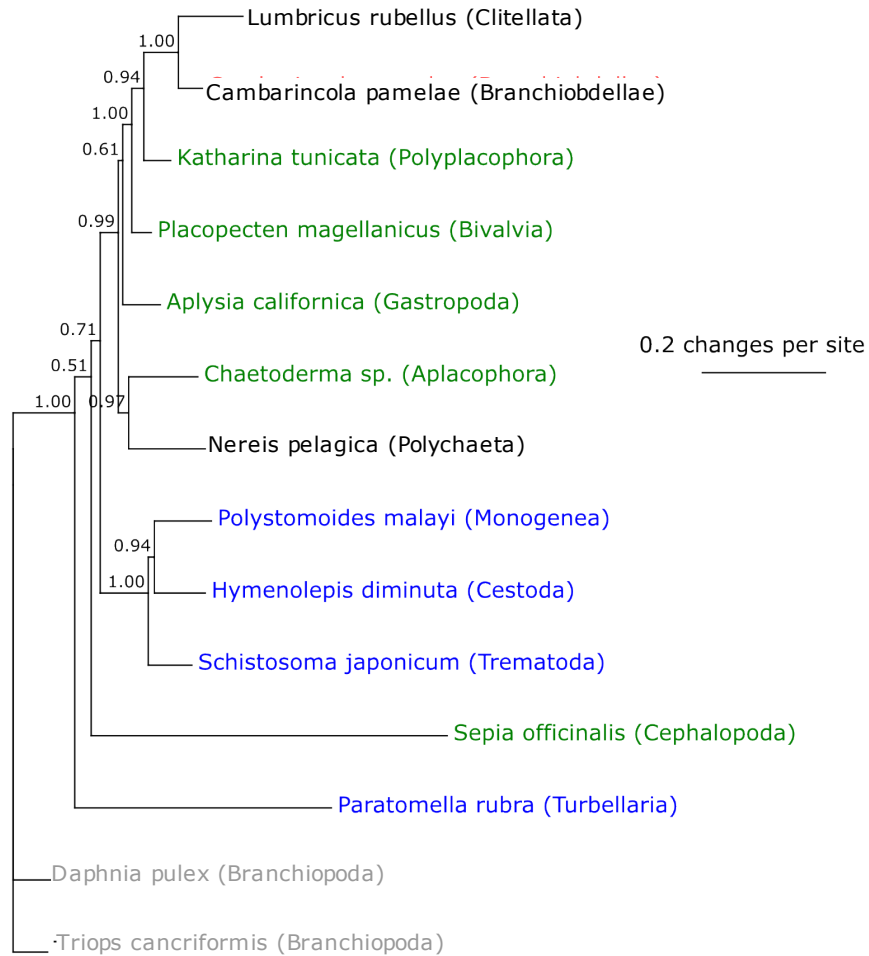 Lumbricus rubellus (Clitellata)
1.00
0.94
Cambarincola pamelae (Branchiobdellae)
1.00
0.61
Katharina tunicata (Polyplacophora)
0.99
Placopecten magellanicus (Bivalvia)
Aplysia californica (Gastropoda)
0.71
0.2 changes per site
0.51
Chaetoderma sp. (Aplacophora)
1.00
0.97
Nereis pelagica (Polychaeta)
Polystomoides malayi (Monogenea)
0.94
1.00
Hymenolepis diminuta (Cestoda)
Schistosoma japonicum (Trematoda)
Sepia officinalis (Cephalopoda)
Paratomella rubra (Turbellaria)
Daphnia pulex (Branchiopoda)
Triops cancriformis (Branchiopoda)